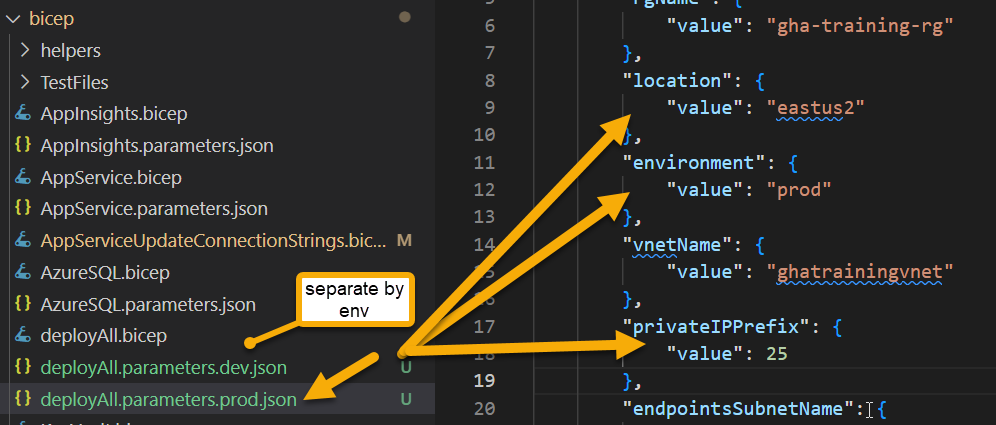 bicep
helpers
TestFiles
AppInsights.bicep
{} AppInsights.parameters.json
AppService.bicep
{} AppService.parameters.json
AppServiceUpdateConnectionStrings.bic... M
AzureSQL.bicep
{} AzureSQL.parameters.json
separate by
env
deployAll.bicep
{} deployAll.parameters.dev.json U
{} deployAll.parameters.prod.json U
"rgName": {
6 "value": "gha-training-rg"
7 },
8 "location": {
9 "value": "eastus2"
10 },
11 "environment": {
12 "value": "prod"
13 },
14 "vnetName": {
15 "value": "ghatrainingvnet"
16 },
17 "privateIPPrefix": {
18 "value": 25
19 },
20 "endpointsSubnetName": {